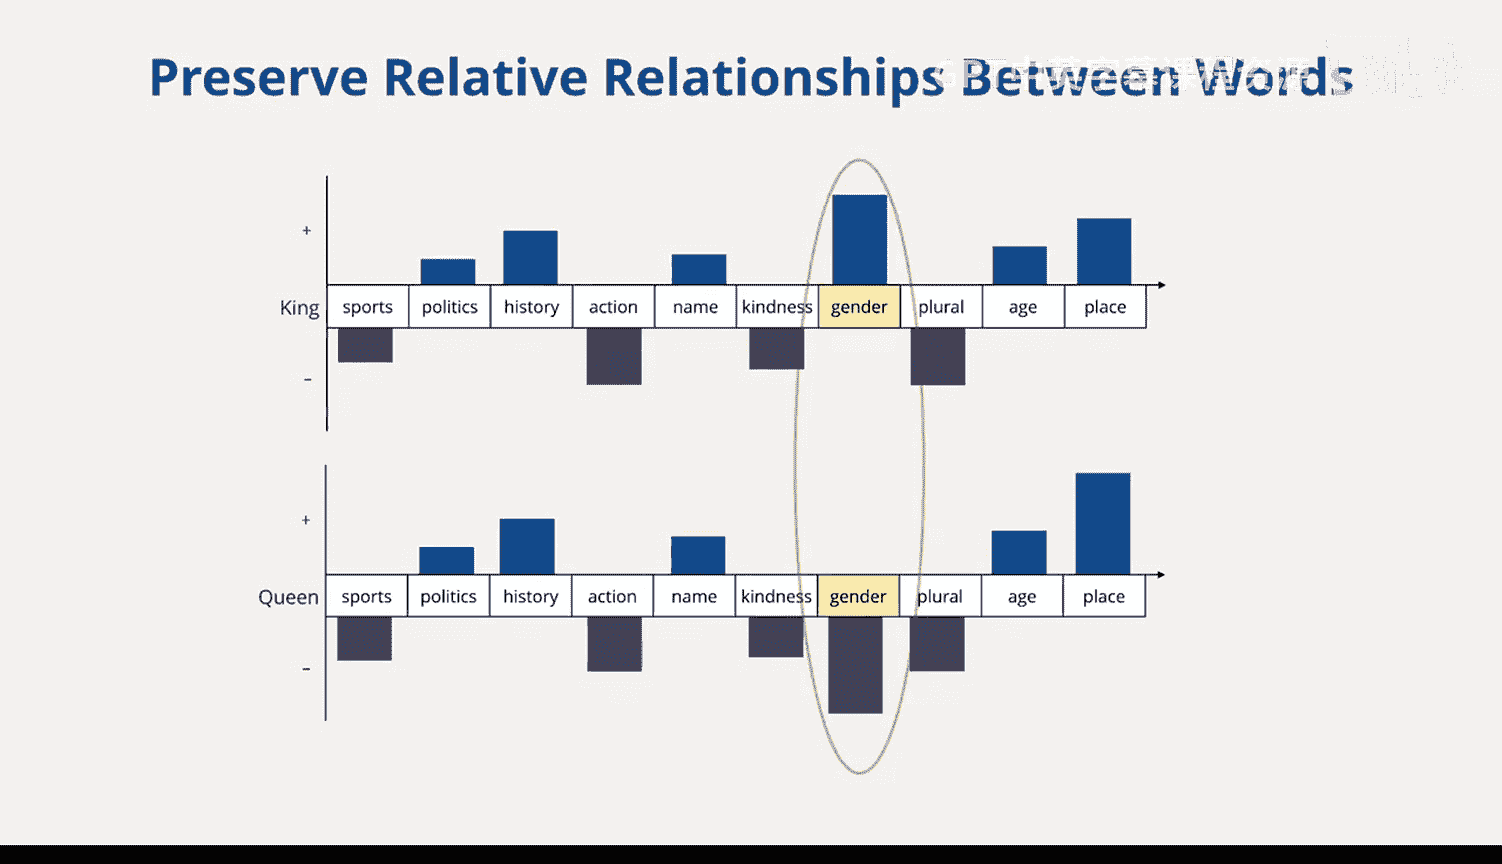 Preserve Relative Relationships Between Words
+
King sports politics history action name kindness gender plural age place
–
+
Queen sports politics history action name kindness gender plural age place
–